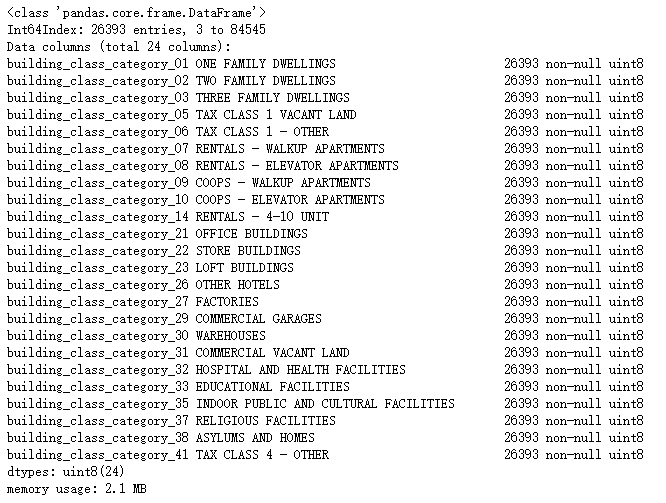 <class 'pandas.core.frame.DataFrame'>
Int64Index: 26393 entries, 3 to 84545
Data columns (total 24 columns):
building_class_category_01 ONE FAMILY DWELLINGS 26393 non-null uint8
building_class_category_02 TWO FAMILY DWELLINGS 26393 non-null uint8
building_class_category_03 THREE FAMILY DWELLINGS 26393 non-null uint8
building_class_category_05 TAX CLASS 1 VACANT LAND 26393 non-null uint8
building_class_category_06 TAX CLASS 1 - OTHER 26393 non-null uint8
building_class_category_07 RENTALS - WALKUP APARTMENTS 26393 non-null uint8
building_class_category_08 RENTALS - ELEVATOR APARTMENTS 26393 non-null uint8
building_class_category_09 COOPS - WALKUP APARTMENTS 26393 non-null uint8
building_class_category_10 COOPS - ELEVATOR APARTMENTS 26393 non-null uint8
building_class_category_14 RENTALS - 4-10 UNIT 26393 non-null uint8
building_class_category_21 OFFICE BUILDINGS 26393 non-null uint8
building_class_category_22 STORE BUILDINGS 26393 non-null uint8
building_class_category_23 LOFT BUILDINGS 26393 non-null uint8
building_class_category_26 OTHER HOTELS 26393 non-null uint8
building_class_category_27 FACTORIES 26393 non-null uint8
building_class_category_29 COMMERCIAL GARAGES 26393 non-null uint8
building_class_category_30 WAREHOUSES 26393 non-null uint8
building_class_category_31 COMMERCIAL VACANT LAND 26393 non-null uint8
building_class_category_32 HOSPITAL AND HEALTH FACILITIES 26393 non-null uint8
building_class_category_33 EDUCATIONAL FACILITIES 26393 non-null uint8
building_class_category_35 INDOOR PUBLIC AND CULTURAL FACILITIES 26393 non-null uint8
building_class_category_37 RELIGIOUS FACILITIES 26393 non-null uint8
building_class_category_38 ASYLUMS AND HOMES 26393 non-null uint8
building_class_category_41 TAX CLASS 4 - OTHER 26393 non-null uint8
dtypes: uint8(24)
memory usage: 2.1 MB